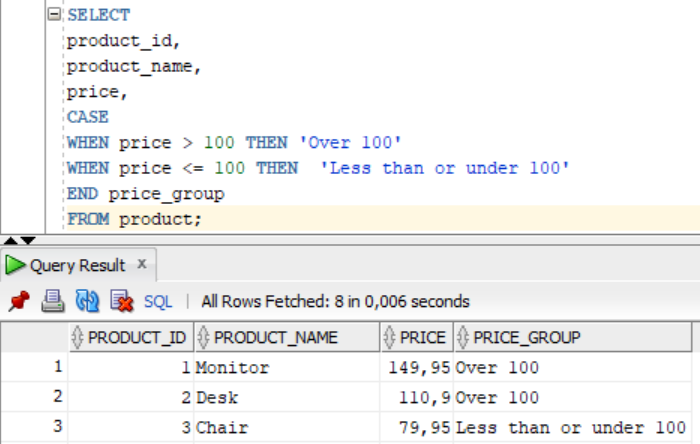 SELECT
product_id,
product_name,
price,
CASE
WHEN price > 100 THEN 'Over 100'
WHEN price <= 100 THEN  'Less than or under 100'
END price_group
FROM product;
Query Result x
SQL | All Rows Fetched: 8 in 0,006 seconds
PRODUCT_ID PRODUCT_NAME PRICE PRICE_GROUP
1 1 Monitor 149,95 Over 100
2 2 Desk 110,9 Over 100
3 3 Chair 79,95 Less than or under 100